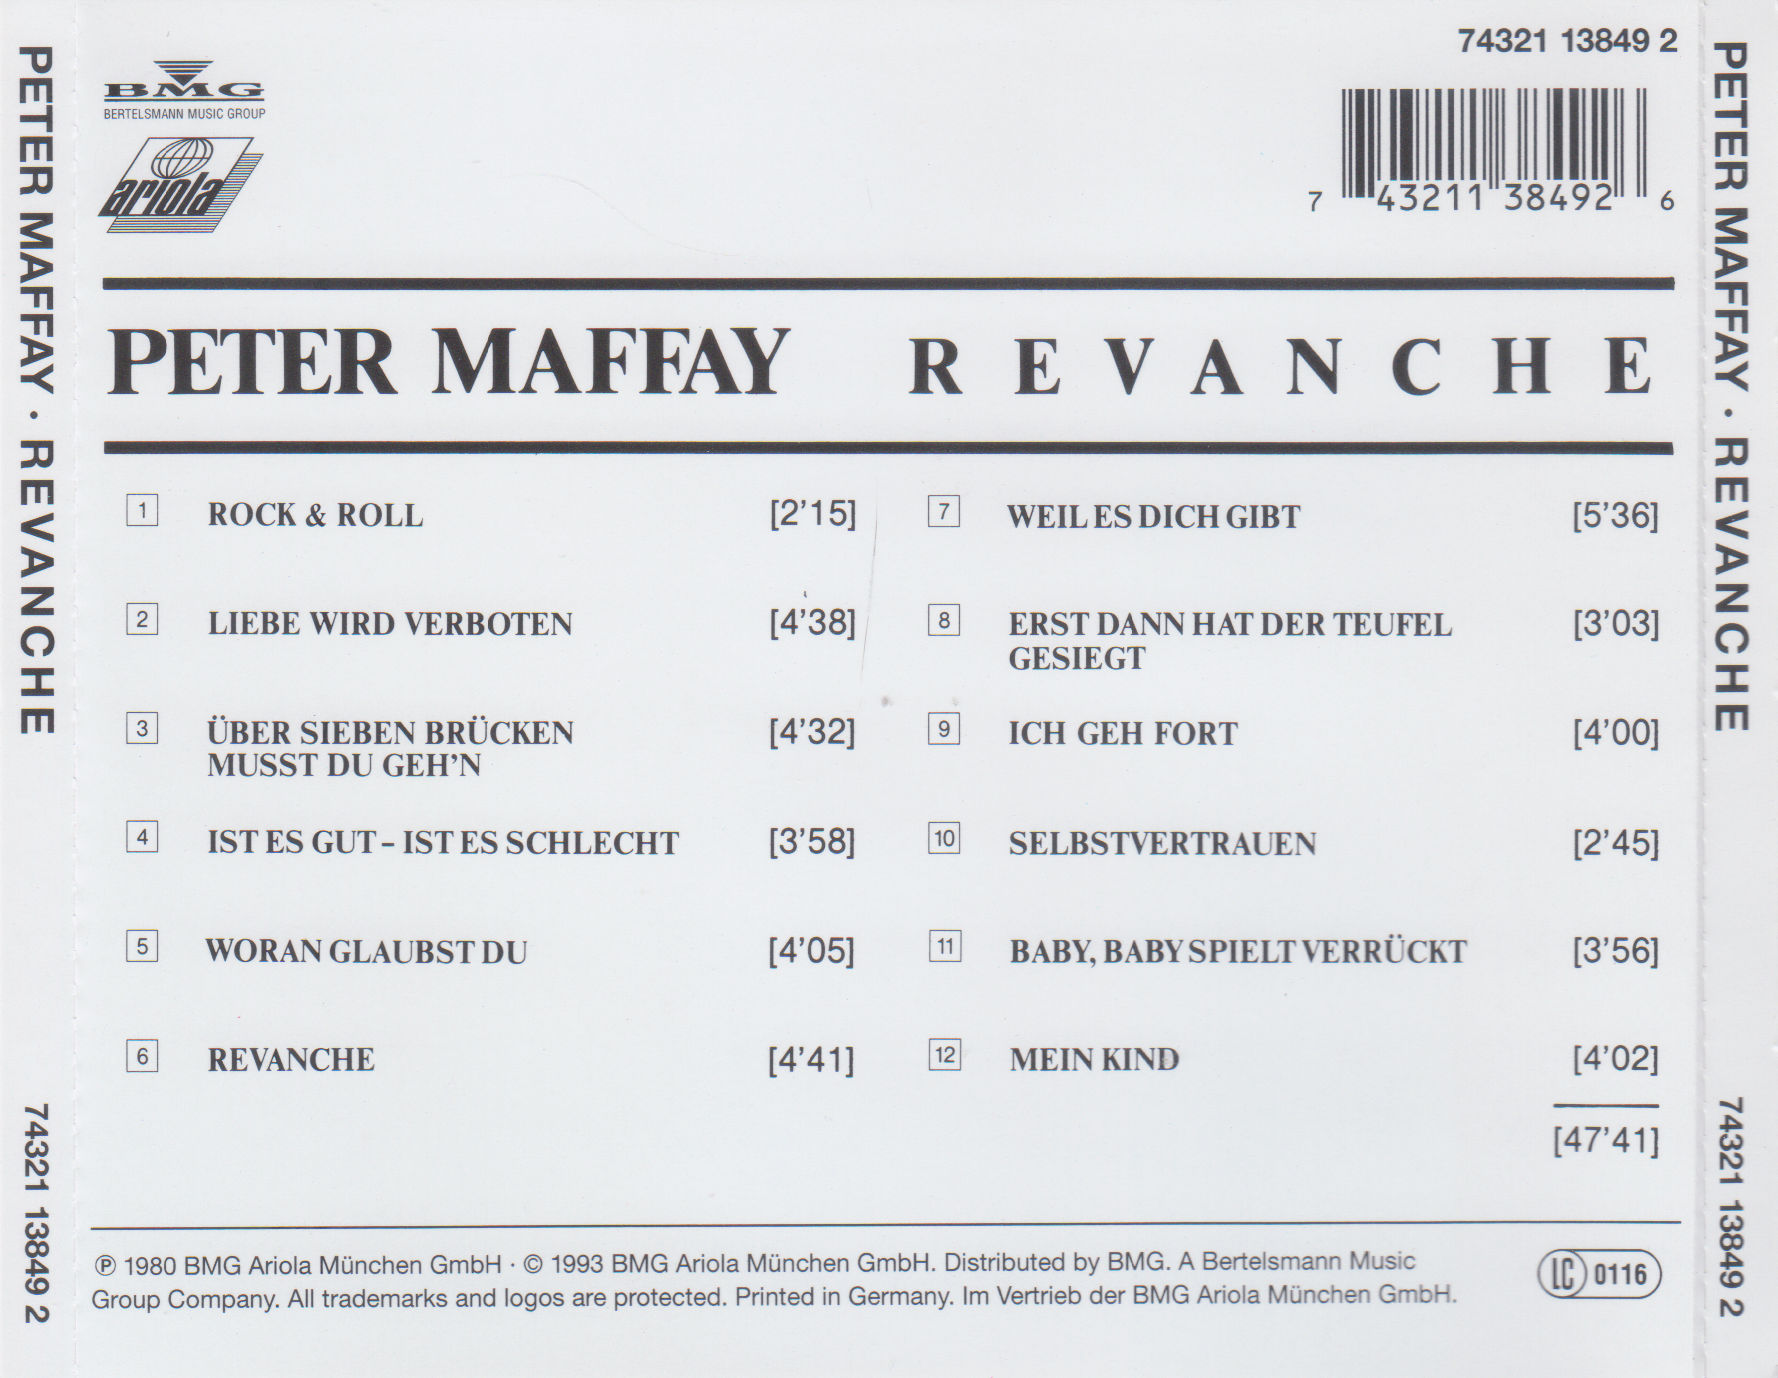 PETER MAFFAY · REVANCHE
74321 13849 2
BMG
BERTELSMANN MUSIC GROUP
ariola
74321 13849 2
7 43211 38492 6
PETER MAFFAY REVANCHE
1 ROCK & ROLL [2'15]
2 LIEBE WIRD VERBOTEN [4'38]
3 ÜBER SIEBEN BRÜCKEN [4'32]
MUSST DU GEH'N
4 IST ES GUT – IST ES SCHLECHT [3'58]
5 WORAN GLAUBST DU [4'05]
6 REVANCHE [4'41]
7 WEIL ES DICH GIBT [5'36]
8 ERST DANN HAT DER TEUFEL [3'03]
GESIEGT
9 ICH GEH FORT [4'00]
10 SELBSTVERTRAUEN [2'45]
11 BABY, BABY SPIELT VERRÜCKT [3'56]
12 MEIN KIND [4'02]
[47'41]
℗ 1980 BMG Ariola München GmbH · © 1993 BMG Ariola München GmbH. Distributed by BMG. A Bertelsmann Music
Group Company. All trademarks and logos are protected. Printed in Germany. Im Vertrieb der BMG Ariola München GmbH.
LC 0116
PETER MAFFAY · REVANCHE
74321 13849 2